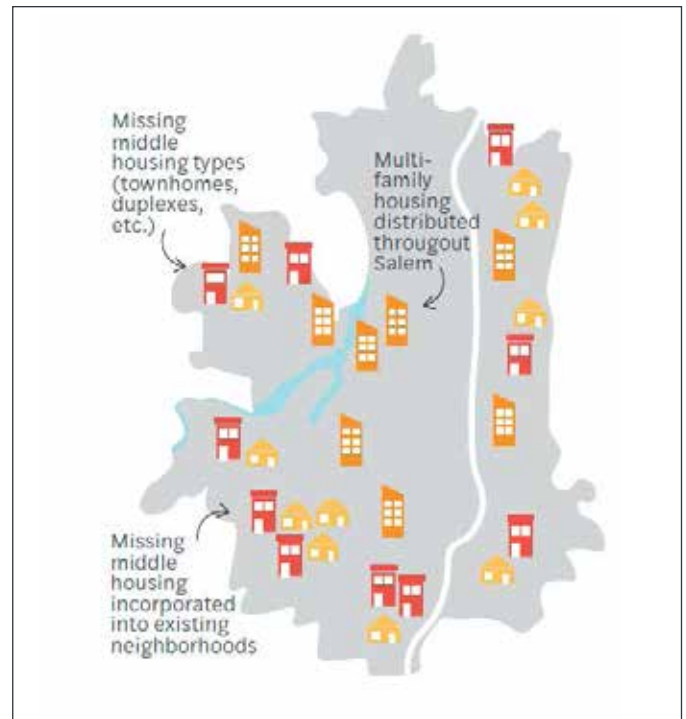 Missing
middle
housing types
(townhomes,
duplexes,
etc.)
Multi-
family
housing
distributed
througout
Salem
Missing
middle
housing
incorporated
into existing
neighborhoods